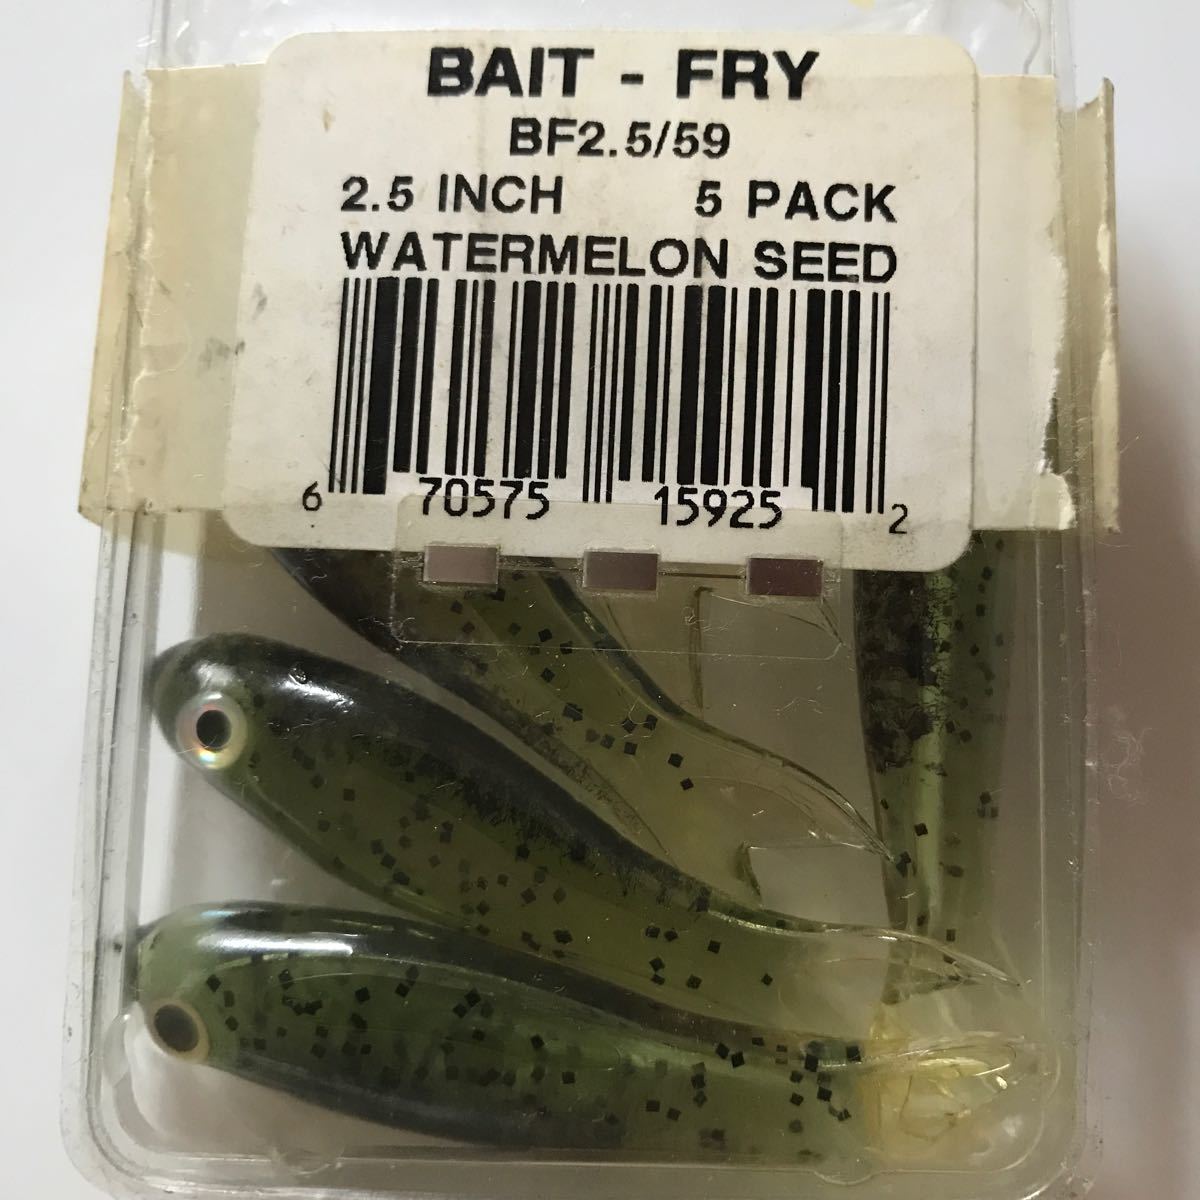 BAIT - FRY
BF2.5/59
2.5 INCH 5 PACK
WATERMELON SEED
6 70575 15925 2